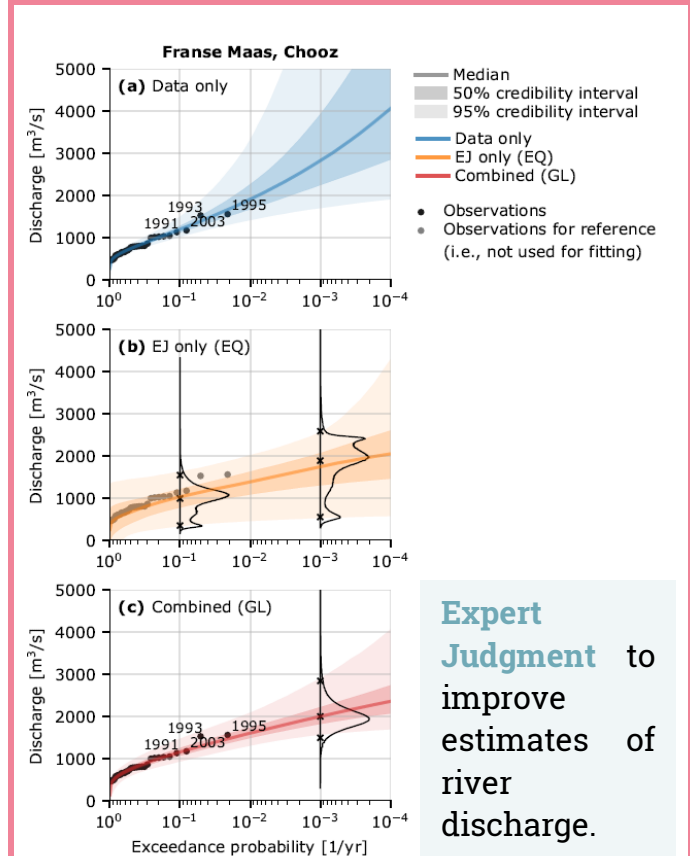 Franse Maas, Chooz
5000
(a) Data only
4000
3000
2000
1000
0
Discharge [m³/s]
1991
1993
2003
1995
10⁰
10⁻¹
10⁻²
10⁻³
10⁻⁴
Median
50% credibility interval
95% credibility interval
Data only
EJ only (EQ)
Combined (GL)
Observations
Observations for reference
(i.e., not used for fitting)
5000
(b) EJ only (EQ)
4000
3000
2000
1000
0
Discharge [m³/s]
10⁰
10⁻¹
10⁻²
10⁻³
10⁻⁴
5000
(c) Combined (GL)
4000
3000
2000
1000
0
Discharge [m³/s]
1991
1993
2003
1995
10⁰
10⁻¹
10⁻²
10⁻³
10⁻⁴
Exceedance probability [1/yr]
Expert
Judgment to
improve
estimates of
river
discharge.